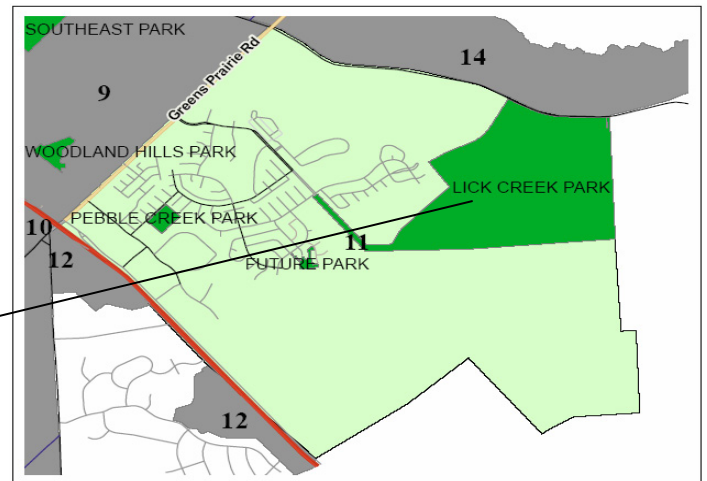 SOUTHEAST PARK
Greens Prairie Rd
14
9
WOODLAND HILLS PARK
LICK CREEK PARK
PEBBLE CREEK PARK
10
11
12
FUTURE PARK
12